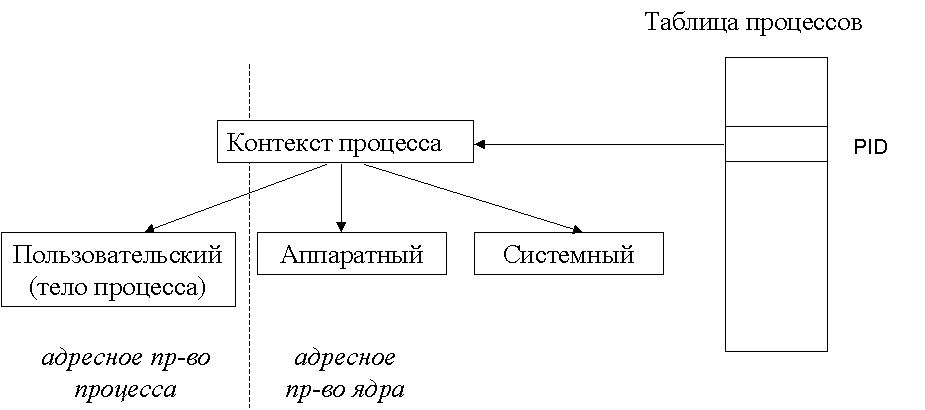 Таблица процессов
Контекст процесса
PID
Пользовательский
(тело процесса)
Аппаратный
Системный
адресное пр-во
процесса
адресное
пр-во ядра